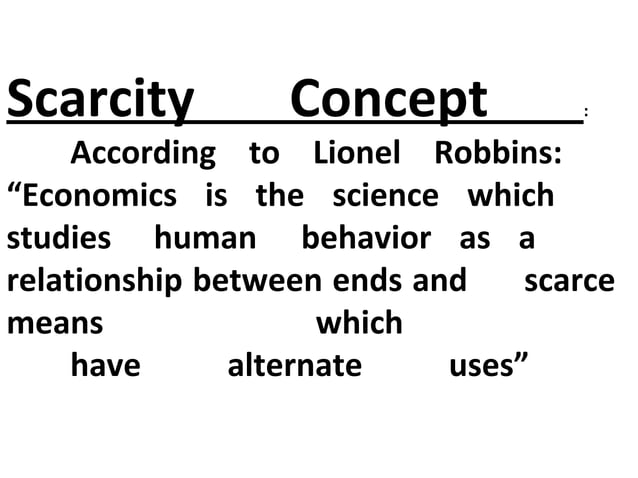 Scarcity Concept :
According to Lionel Robbins:
“Economics is the science which
studies human behavior as a
relationship between ends and scarce
means which
have alternate uses”